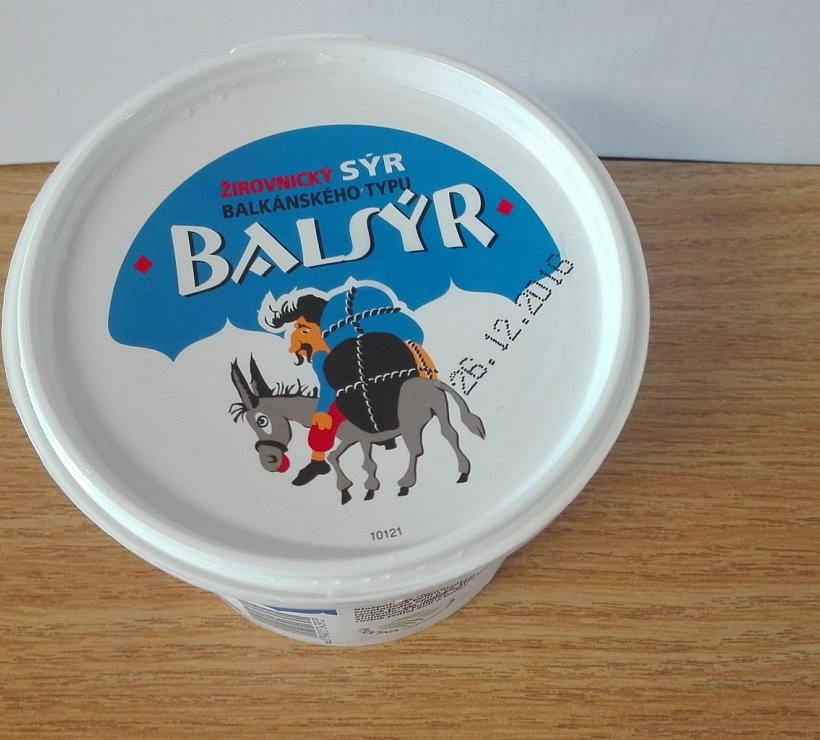 ŽIROVNICKÝ SÝR
BALKÁNSKÉHO TYPU
BALSÝR
26.12.2016
10121